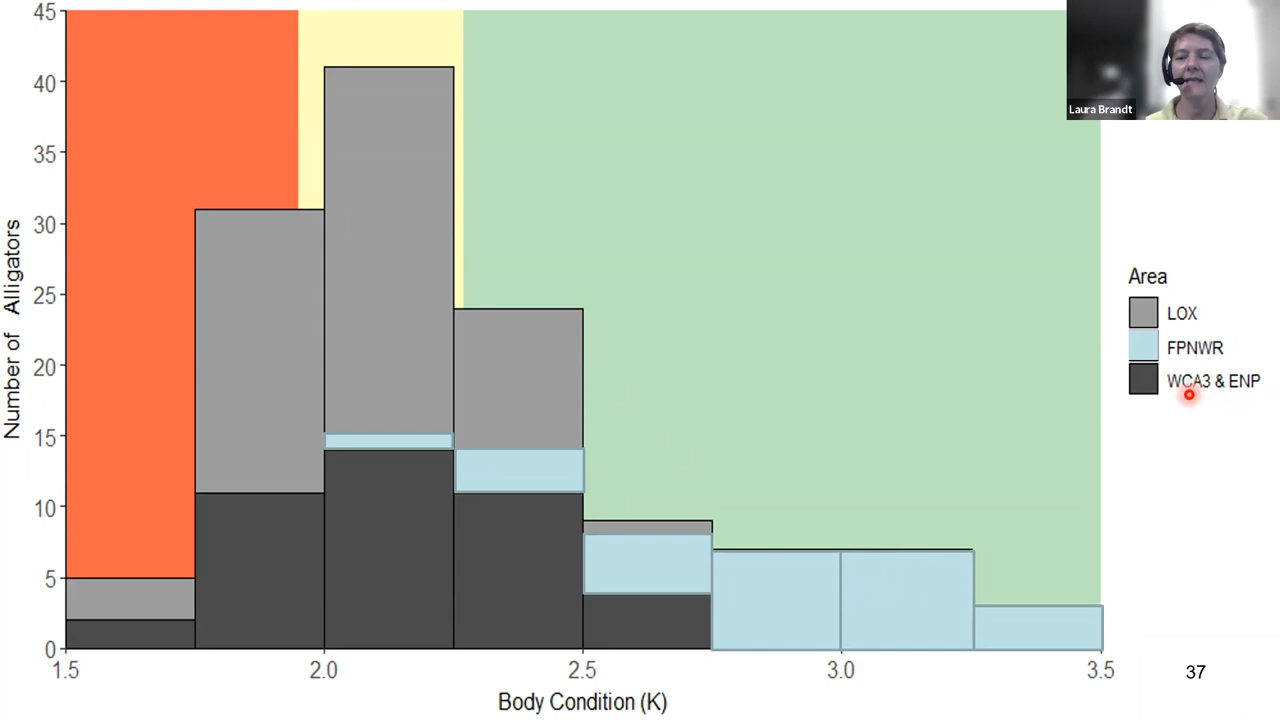 45
40
35
30
25
20
15
10
5
0
Number of Alligators
1.5
2.0
2.5
3.0
3.5
Body Condition (K)
Laura Brandt
Area
LOX
FPNWR
WCA3 & ENP
37